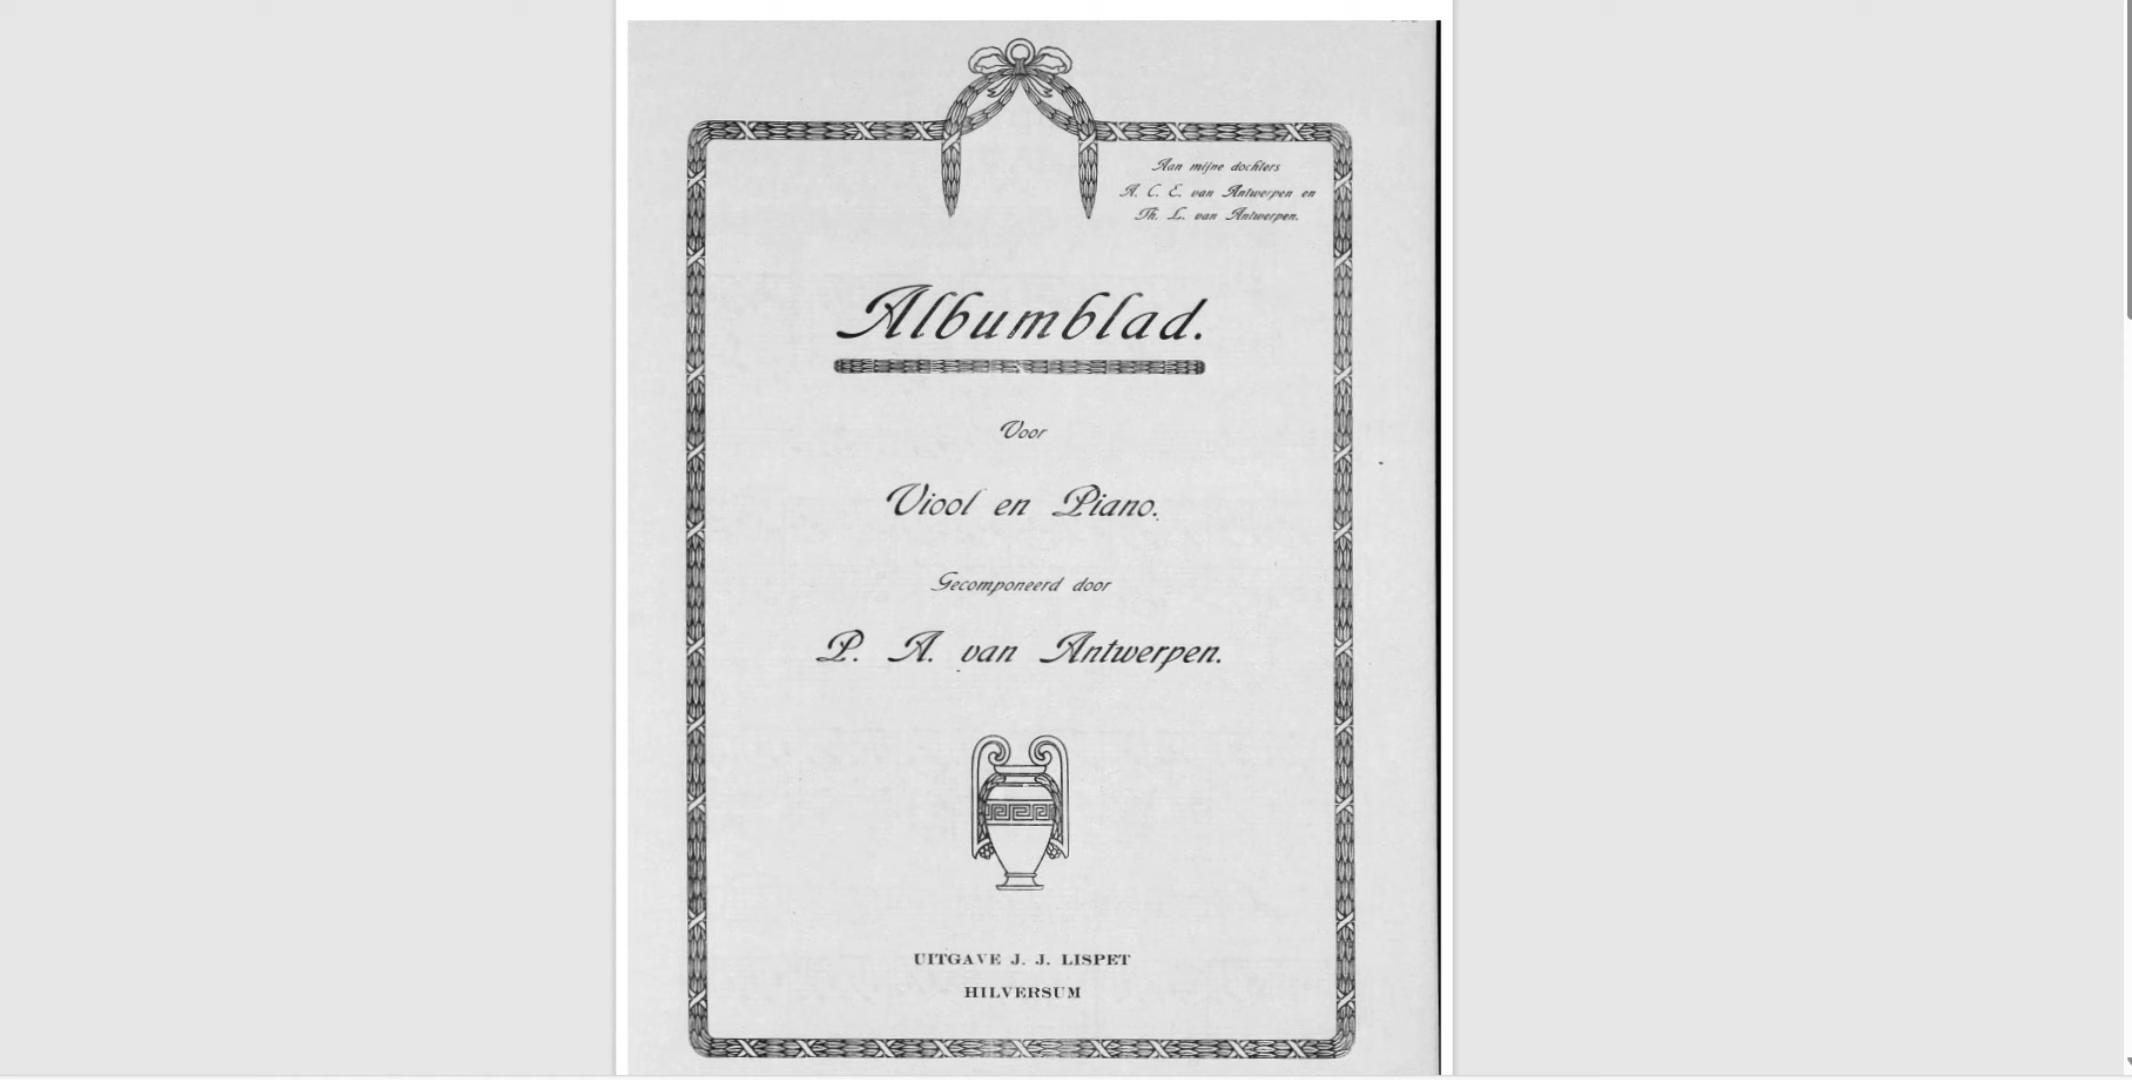 Aan mijne dochters
A. C. E. van Antwerpen en
Th. L. van Antwerpen.
Albumblad.
Voor
Viool en Piano.
Gecomponeerd door
P. A. van Antwerpen.
UITGAVE J. J. LISPET
HILVERSUM